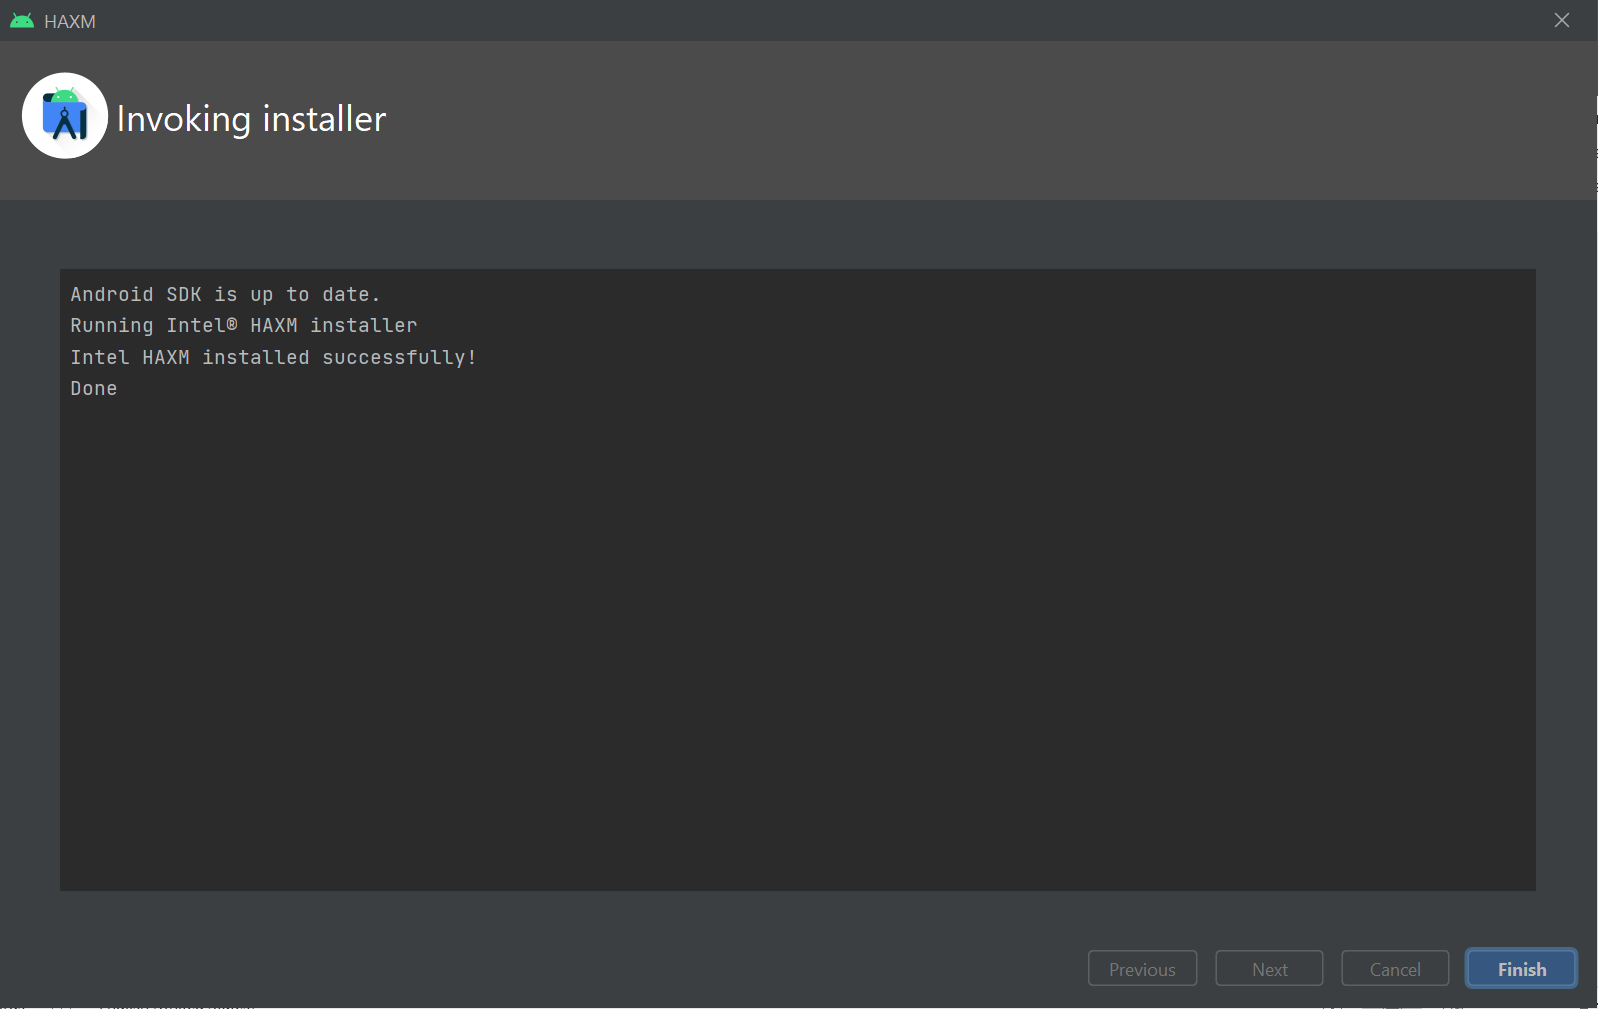 HAXM
Invoking installer
Android SDK is up to date.
Running Intel® HAXM installer
Intel HAXM installed successfully!
Done
Previous
Next
Cancel
Finish